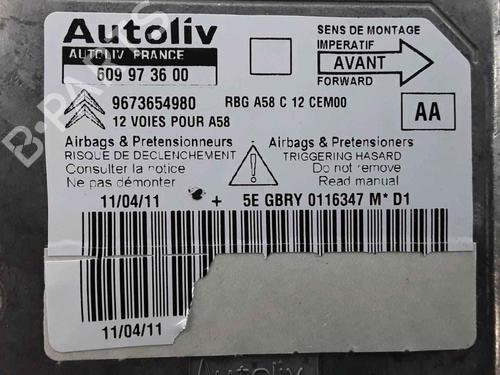 Autoliv
AUTOLIV FRANCE
609 97 36 00
SENS DE MONTAGE
IMPERATIF
AVANT
FORWARD
9673654980
RBG A58 C 12 CEM00
12 VOIES POUR A58
AA
Airbags & Pretensionneurs
RISQUE DE DECLENCHEMENT
Consulter la notice
Ne pas démonter
Airbags & Pretensioners
TRIGGERING HASARD
Do not remove
Read manual
11/04/11 + 5E GBRY 0116347 M* D1
11/04/11
Autoliv
B-PARTS